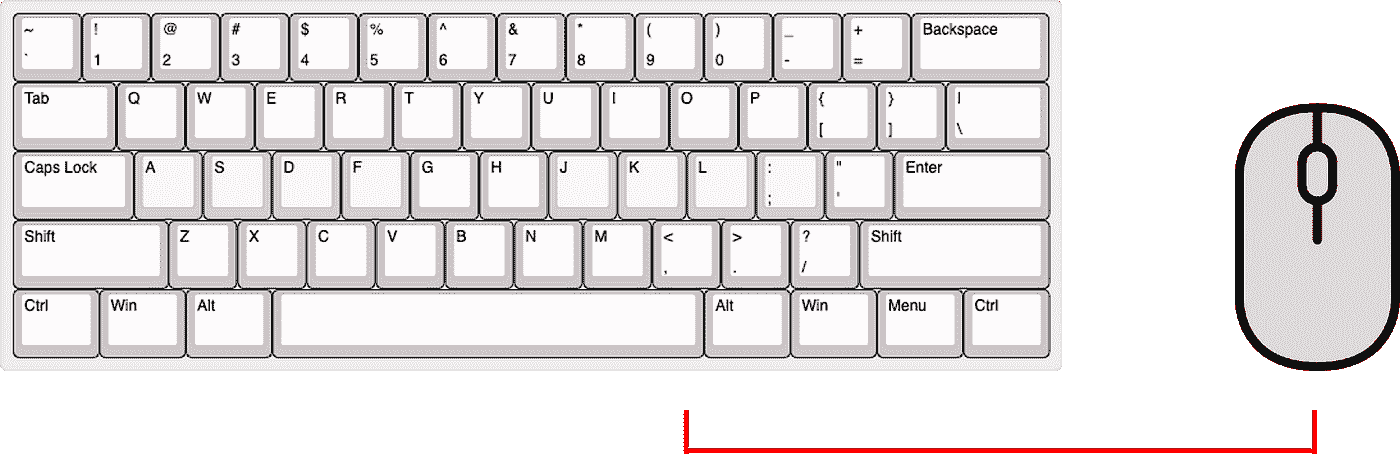 ~ ! @ # $ % ^ & * ( ) _ + Backspace
` 1 2 3 4 5 6 7 8 9 0 - =
Tab Q W E R T Y U I O P { } |
[ ] \
Caps Lock A S D F G H J K L : " Enter
; '
Shift Z X C V B N M < > ? Shift
, . /
Ctrl Win Alt Alt Win Menu Ctrl